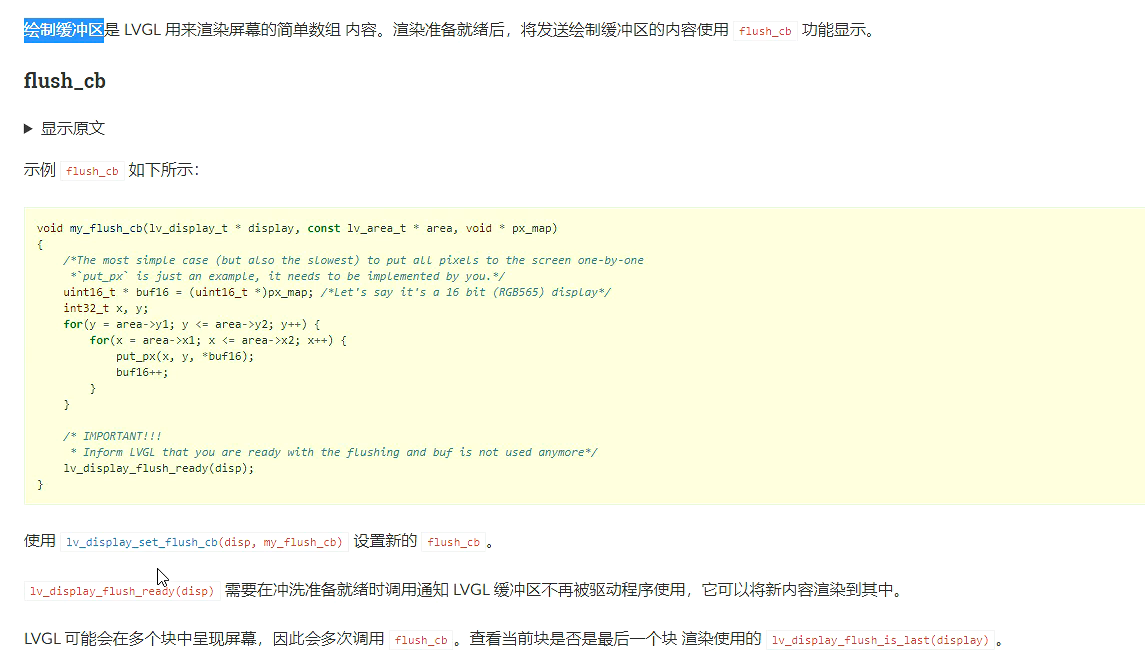 绘制缓冲区是 LVGL 用来渲染屏幕的简单数组 内容。渲染准备就绪后，将发送绘制缓冲区的内容使用 flush_cb 功能显示。
flush_cb
▶ 显示原文
示例 flush_cb 如下所示：
void my_flush_cb(lv_display_t * display, const lv_area_t * area, void * px_map)
{
    /*The most simple case (but also the slowest) to put all pixels to the screen one-by-one
     *`put_px` is just an example, it needs to be implemented by you.*/
    uint16_t * buf16 = (uint16_t *)px_map; /*Let's say it's a 16 bit (RGB565) display*/
    int32_t x, y;
    for(y = area->y1; y <= area->y2; y++) {
        for(x = area->x1; x <= area->x2; x++) {
            put_px(x, y, *buf16);
            buf16++;
        }
    }
    /* IMPORTANT!!!
     * Inform LVGL that you are ready with the flushing and buf is not used anymore*/
    lv_display_flush_ready(disp);
}
使用 lv_display_set_flush_cb(disp, my_flush_cb) 设置新的 flush_cb 。
lv_display_flush_ready(disp) 需要在冲洗准备就绪时调用通知 LVGL 缓冲区不再被驱动程序使用，它可以将新内容渲染到其中。
LVGL 可能会在多个块中呈现屏幕，因此会多次调用 flush_cb 。查看当前块是否是最后一个块 渲染使用的 lv_display_flush_is_last(display) 。